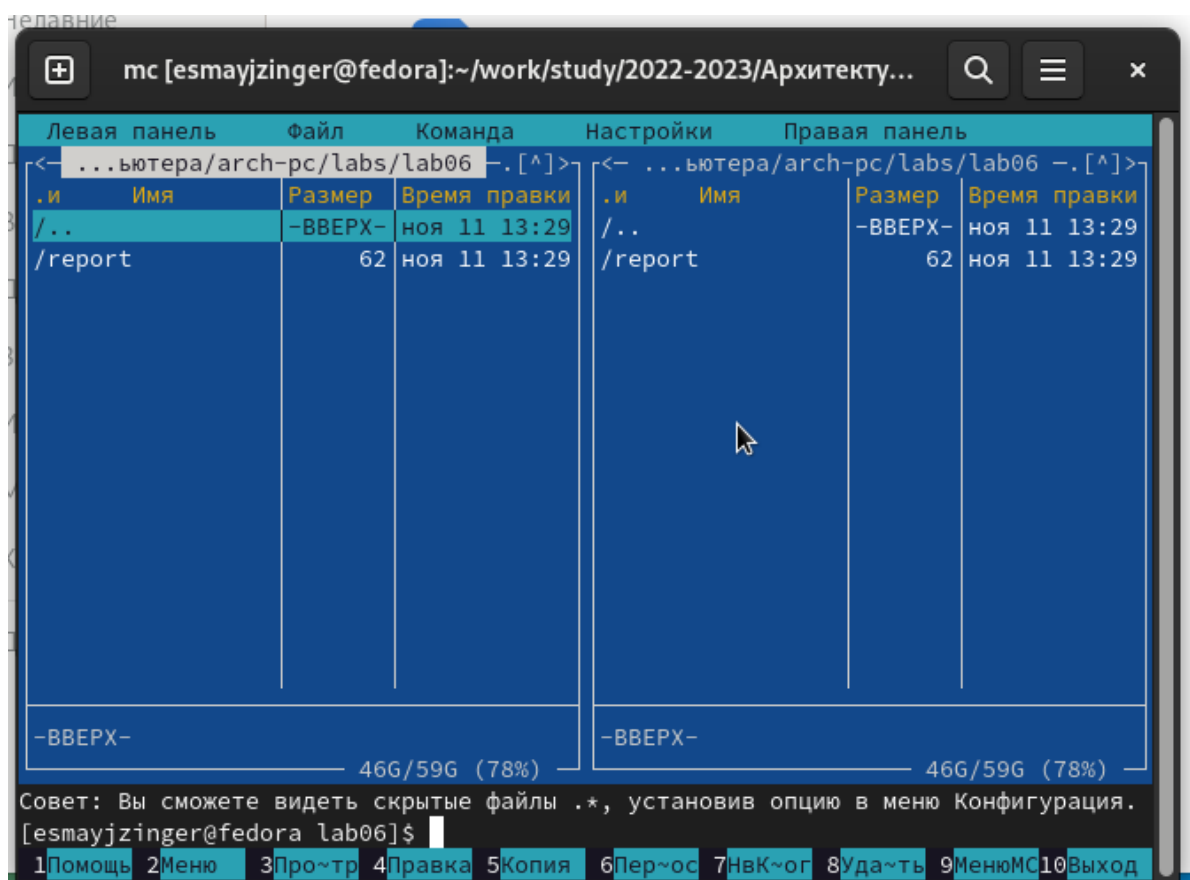 mc [esmayjzinger@fedora]:~/work/study/2022-2023/Архитекту...
Левая панель Файл Команда Настройки Правая панель
<— ...ьютера/arch-pc/labs/lab06 —.[^]> <— ...ьютера/arch-pc/labs/lab06 —.[^]>
.и Имя Размер Время правки .и Имя Размер Время правки
/.. -ВВЕРХ- ноя 11 13:29 /.. -ВВЕРХ- ноя 11 13:29
/report 62 ноя 11 13:29 /report 62 ноя 11 13:29
-ВВЕРХ- -ВВЕРХ-
46G/59G (78%) 46G/59G (78%)
Совет: Вы сможете видеть скрытые файлы .*, установив опцию в меню Конфигурация.
[esmayjzinger@fedora lab06]$
1Помощь 2Меню 3Про~тр 4Правка 5Копия 6Пер~ос 7НвК~ог 8Уда~ть 9МенюМС10Выход